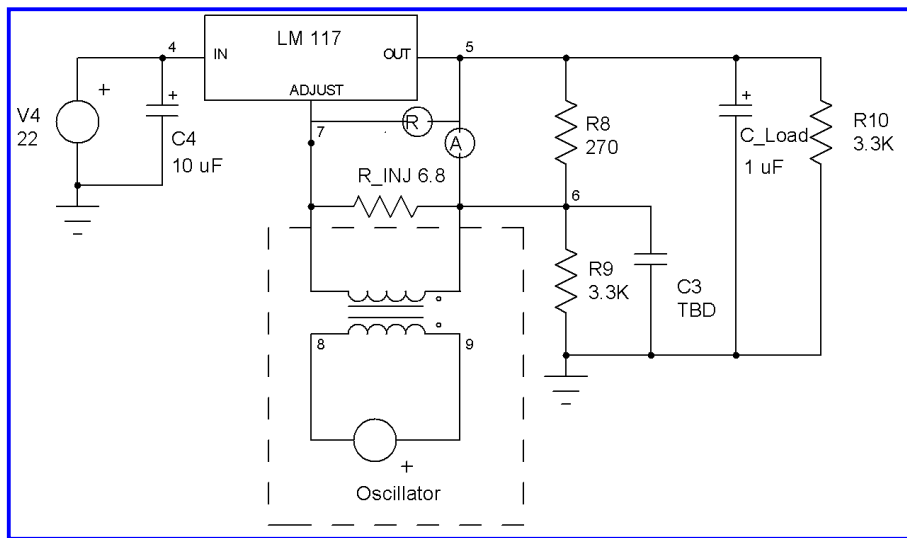 LM 117
4
IN
OUT
5
ADJUST
+
+
+
V4
22
C4
10 uF
7
R
A
R8
270
C_Load
1 uF
R10
3.3K
R_INJ 6.8
6
R9
3.3K
C3
TBD
8
9
+
Oscillator